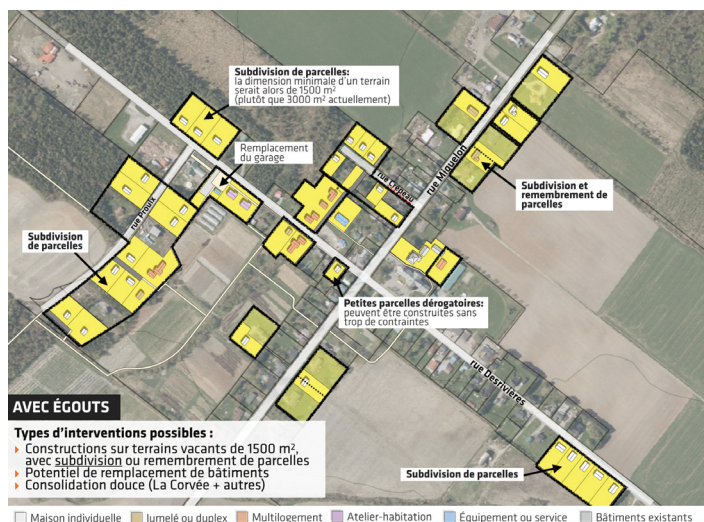 Subdivision de parcelles:
la dimension minimale d'un terrain
serait alors de 1500 m²
(plutôt que 3000 m² actuellement)
Remplacement
du garage
rue Miquelon
rue Crépeau
rue Proulx
Subdivision et
remembrement de
parcelles
Subdivision
de parcelles
Petites parcelles dérogatoires:
peuvent être construites sans
trop de contraintes
rue Desrivières
AVEC ÉGOUTS
Types d'interventions possibles :
Constructions sur terrains vacants de 1500 m²,
avec subdivision ou remembrement de parcelles
Potentiel de remplacement de bâtiments
Consolidation douce (La Corvée + autres)
Subdivision de parcelles
Maison individuelle Jumelé ou duplex Multilogement Atelier-habitation Équipement ou service Bâtiments existants